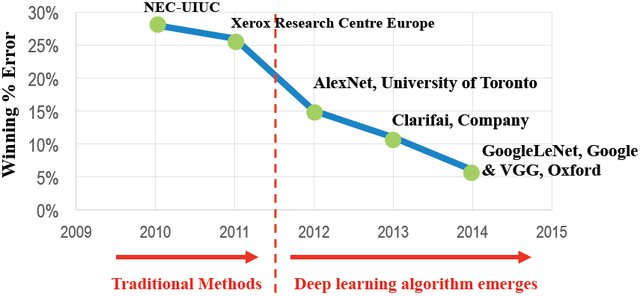 NEC-UIUC
Xerox Research Centre Europe
AlexNet, University of Toronto
Clarifai, Company
GoogleLeNet, Google
& VGG, Oxford
Winning % Error
30%
25%
20%
15%
10%
5%
0%
2009 2010 2011 2012 2013 2014 2015
Traditional Methods Deep learning algorithm emerges